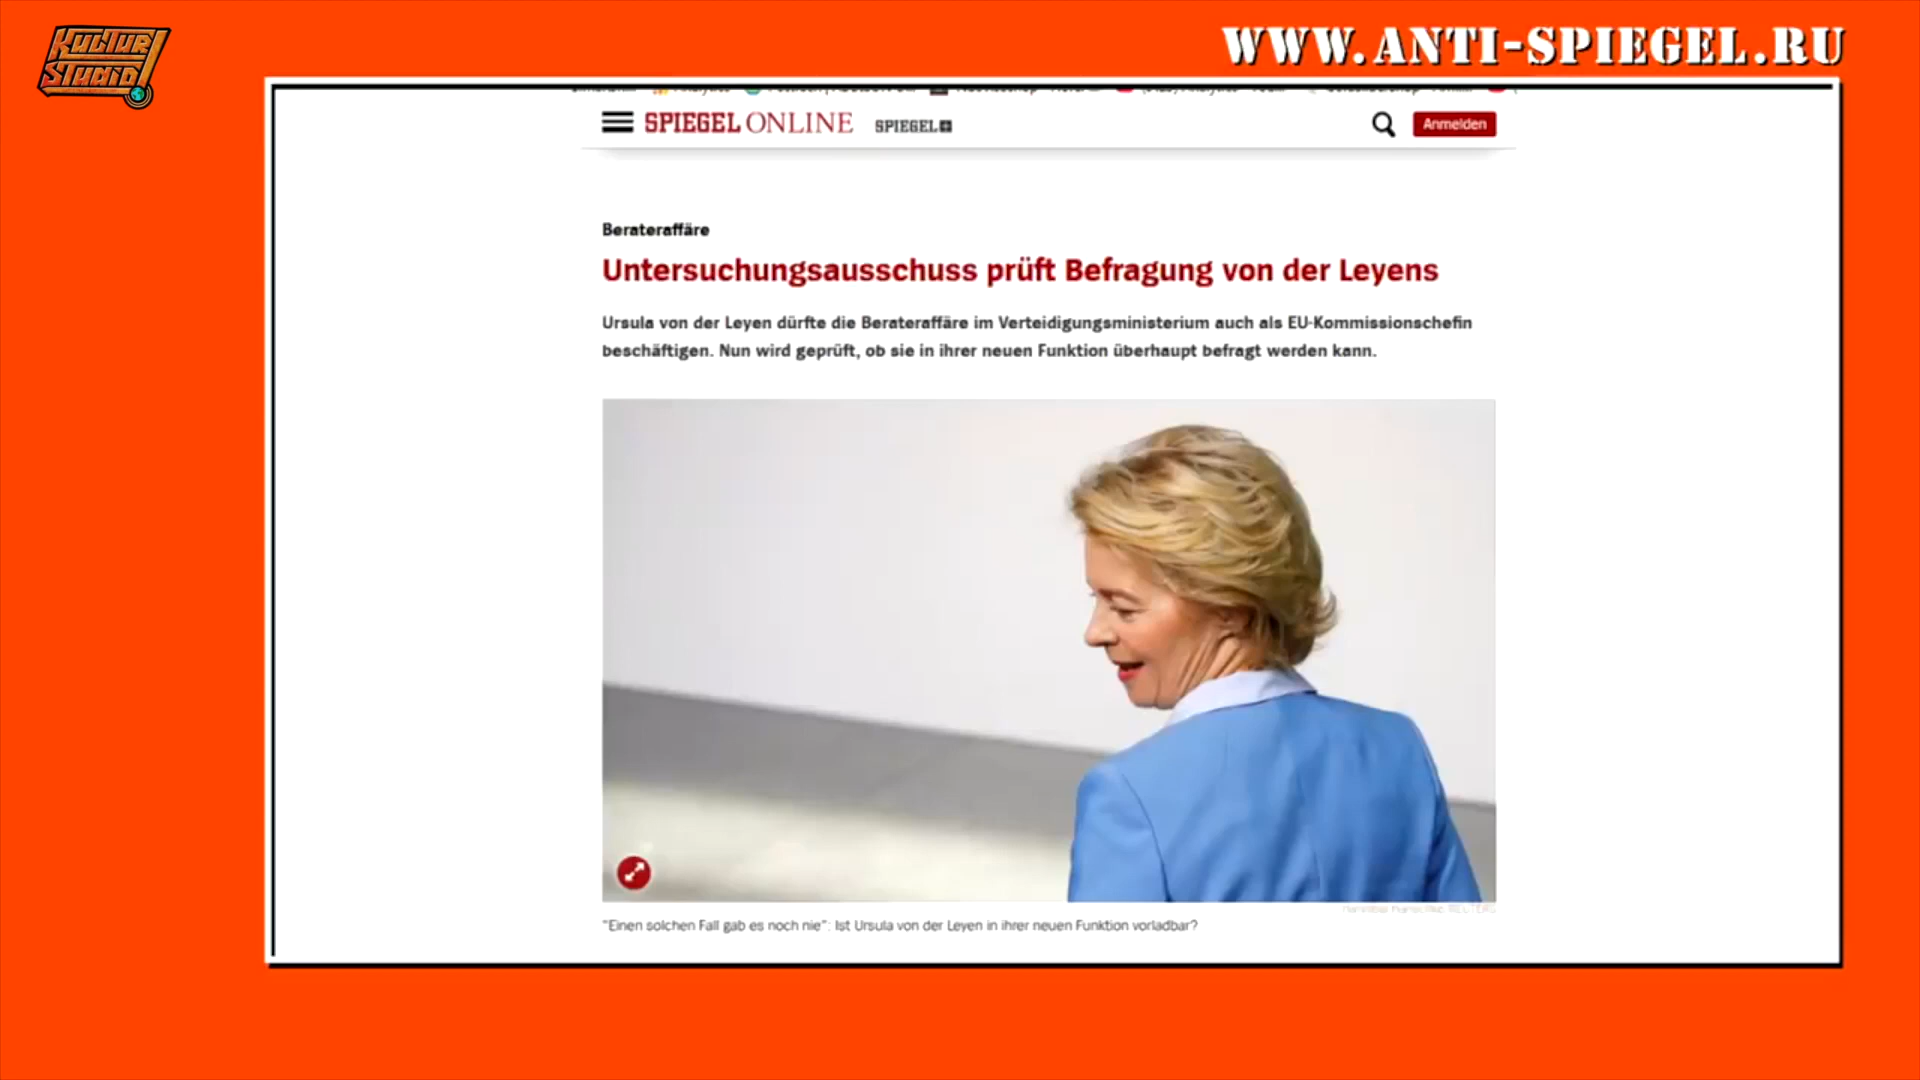 KULTUR
STUDIO
WWW.ANTI-SPIEGEL.RU
SPIEGEL ONLINE SPIEGEL+ Anmelden
Berateraffäre
Untersuchungsausschuss prüft Befragung von der Leyens
Ursula von der Leyen dürfte die Berateraffäre im Verteidigungsministerium auch als EU-Kommissionschefin
beschäftigen. Nun wird geprüft, ob sie in ihrer neuen Funktion überhaupt befragt werden kann.
"Einen solchen Fall gab es noch nie": Ist Ursula von der Leyen in ihrer neuen Funktion vorladbar?